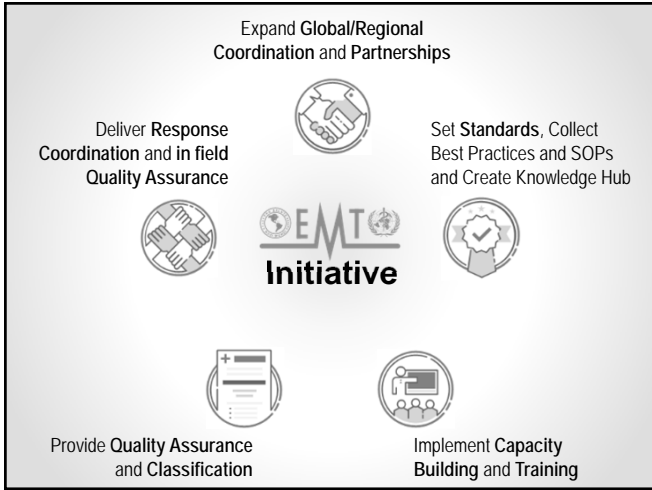 Expand Global/Regional
Coordination and Partnerships
Deliver Response
Coordination and in field
Quality Assurance
Set Standards, Collect
Best Practices and SOPs
and Create Knowledge Hub
EMT
Initiative
Provide Quality Assurance
and Classification
Implement Capacity
Building and Training